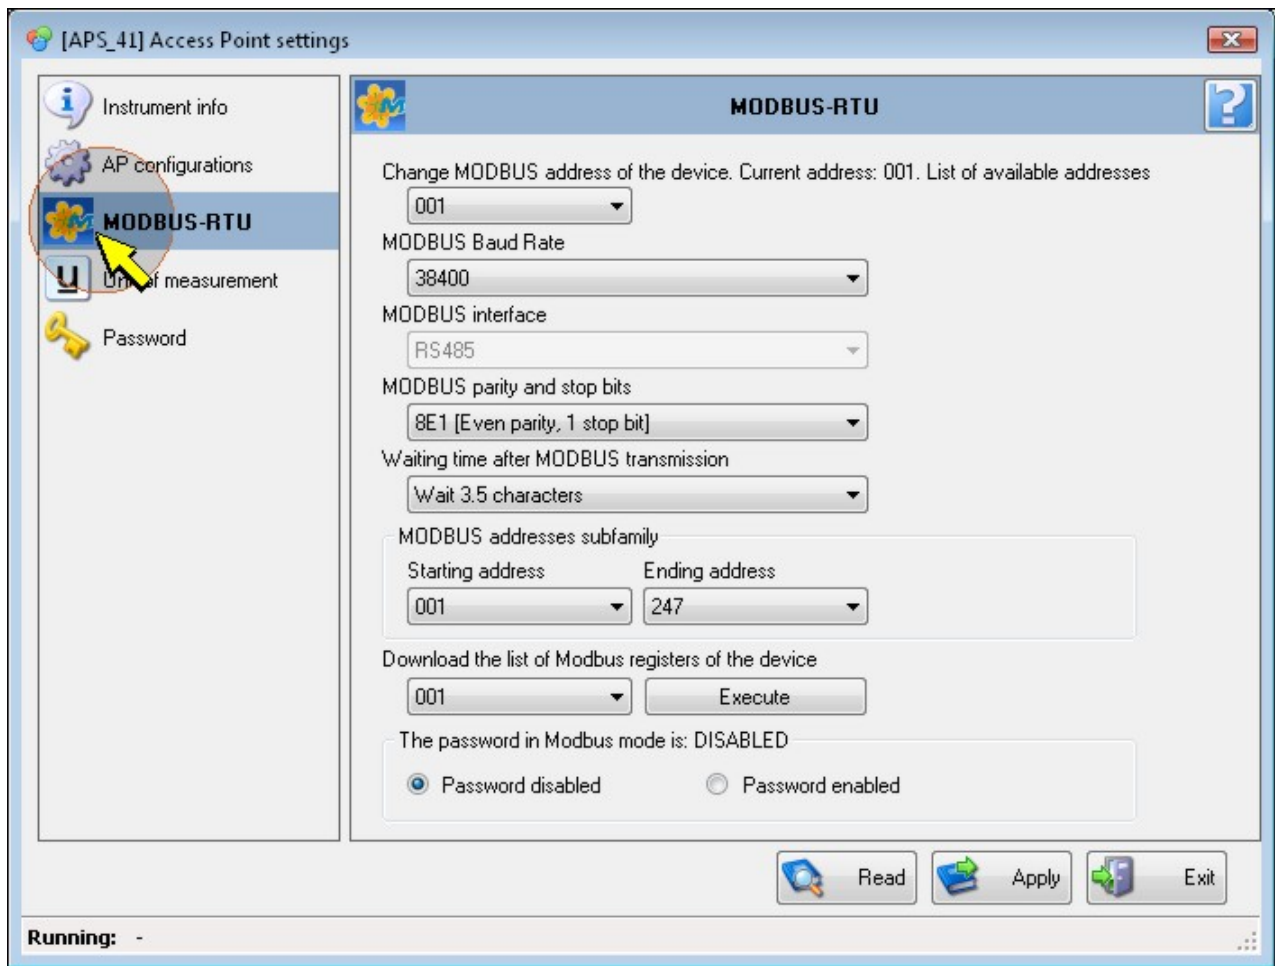 [APS_41] Access Point settings
Instrument info
AP configurations
MODBUS-RTU
of measurement
Password
MODBUS-RTU
Change MODBUS address of the device. Current address: 001. List of available addresses
001
MODBUS Baud Rate
38400
MODBUS interface
RS485
MODBUS parity and stop bits
8E1 [Even parity, 1 stop bit]
Waiting time after MODBUS transmission
Wait 3.5 characters
MODBUS addresses subfamily
Starting address Ending address
001 247
Download the list of Modbus registers of the device
001 Execute
The password in Modbus mode is: DISABLED
Password disabled Password enabled
Read Apply Exit
Running: -